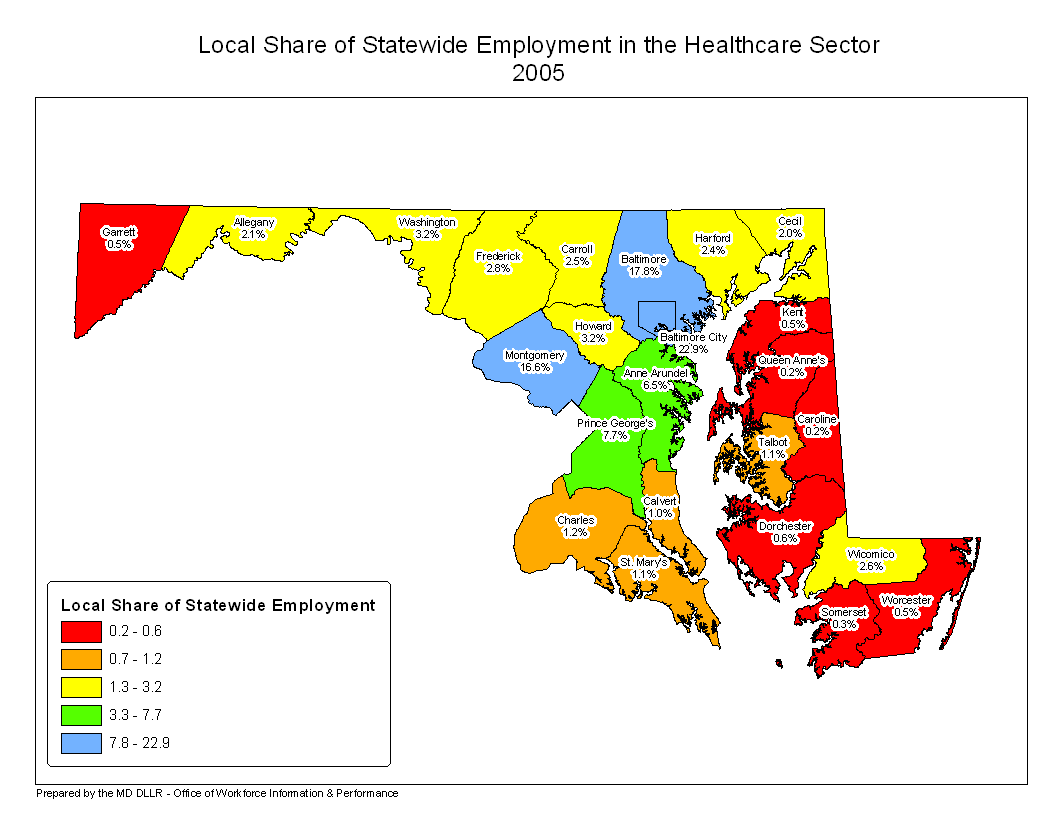 Local Share of Statewide Employment in the Healthcare Sector
2005
Garrett
0.5%
Allegany
2.1%
Washington
3.2%
Frederick
2.8%
Carroll
2.5%
Baltimore
17.8%
Harford
2.4%
Cecil
2.0%
Howard
3.2%
Baltimore City
22.9%
Kent
0.5%
Montgomery
16.6%
Anne Arundel
6.5%
Queen Anne's
0.2%
Prince George's
7.7%
Caroline
0.2%
Talbot
1.1%
Calvert
1.0%
Charles
1.2%
Dorchester
0.6%
St. Mary's
1.1%
Wicomico
2.6%
Somerset
0.3%
Worcester
0.5%
Local Share of Statewide Employment
0.2 - 0.6
0.7 - 1.2
1.3 - 3.2
3.3 - 7.7
7.8 - 22.9
Prepared by the MD DLLR - Office of Workforce Information & Performance